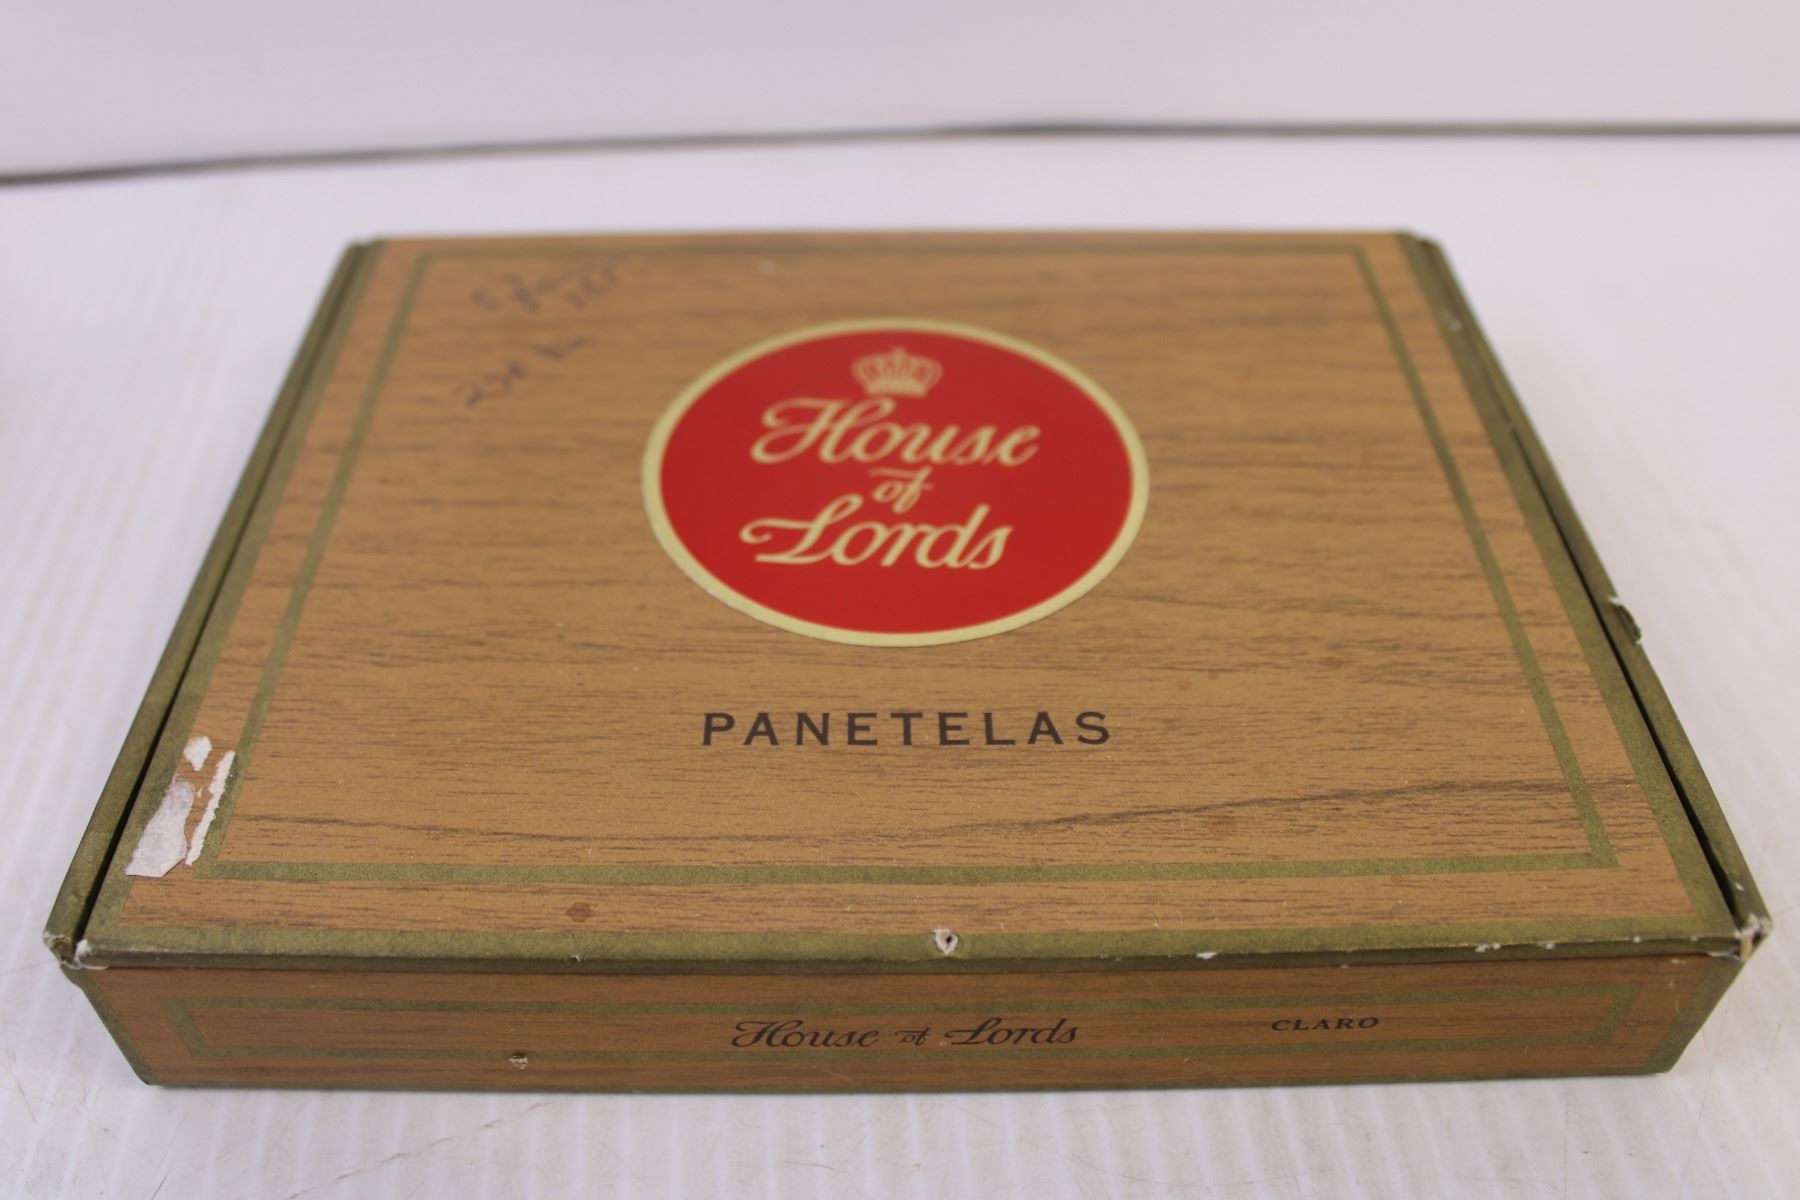 House
of
Lords
PANETELAS
House of Lords CLARO